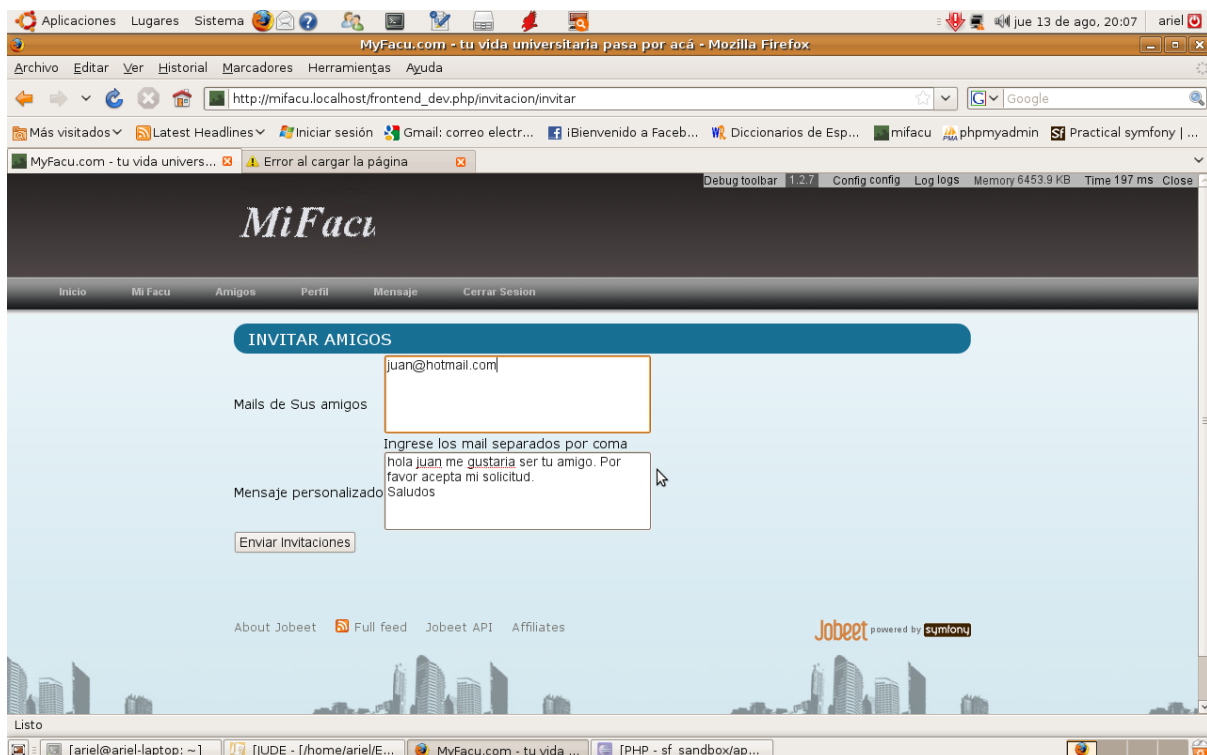 Aplicaciones Lugares Sistema jue 13 de ago, 20:07 ariel
MyFacu.com - tu vida universitaria pasa por acá - Mozilla Firefox
Archivo Editar Ver Historial Marcadores Herramientas Ayuda
http://mifacu.localhost/frontend_dev.php/invitacion/invitar Google
Más visitados Latest Headlines Iniciar sesión Gmail: correo electr... ¡Bienvenido a Faceb... Diccionarios de Esp... mifacu phpmyadmin Practical symfony | ...
MyFacu.com - tu vida univers... Error al cargar la página
Debug toolbar 1.2.7 Config config Log logs Memory 6453.9 KB Time 197 ms Close
MiFacu
Inicio Mi Facu Amigos Perfil Mensaje Cerrar Sesion
INVITAR AMIGOS
juan@hotmail.com
Mails de Sus amigos
Ingrese los mail separados por coma
hola juan me gustaria ser tu amigo. Por
favor acepta mi solicitud.
Mensaje personalizado Saludos
Enviar Invitaciones
About Jobeet Full feed Jobeet API Affiliates Jobeet powered by symfony
Listo
[ariel@ariel-laptop: ~] [IUDE - [/home/ariel/E... MyFacu.com - tu vida ... [PHP - sf_sandbox/ap...